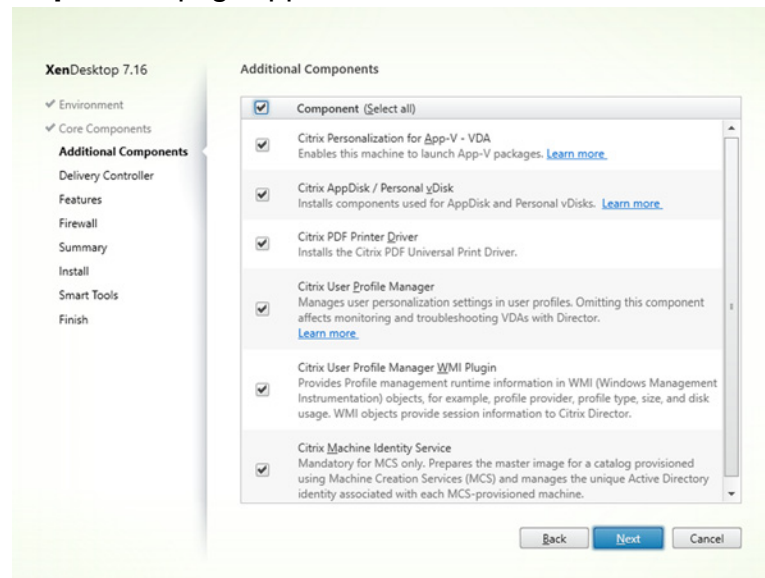 XenDesktop 7.16
Environment
Core Components
Additional Components
Delivery Controller
Features
Firewall
Summary
Install
Smart Tools
Finish
Additional Components
Component (Select all)
Citrix Personalization for App-V - VDA
Enables this machine to launch App-V packages. Learn more
Citrix AppDisk / Personal vDisk
Installs components used for AppDisk and Personal vDisks. Learn more
Citrix PDF Printer Driver
Installs the Citrix PDF Universal Print Driver.
Citrix User Profile Manager
Manages user personalization settings in user profiles. Omitting this component
affects monitoring and troubleshooting VDAs with Director.
Learn more
Citrix User Profile Manager WMI Plugin
Provides Profile management runtime information in WMI (Windows Management
Instrumentation) objects, for example, profile provider, profile type, size, and disk
usage. WMI objects provide session information to Citrix Director.
Citrix Machine Identity Service
Mandatory for MCS only. Prepares the master image for a catalog provisioned
using Machine Creation Services (MCS) and manages the unique Active Directory
identity associated with each MCS-provisioned machine.
Back Next Cancel